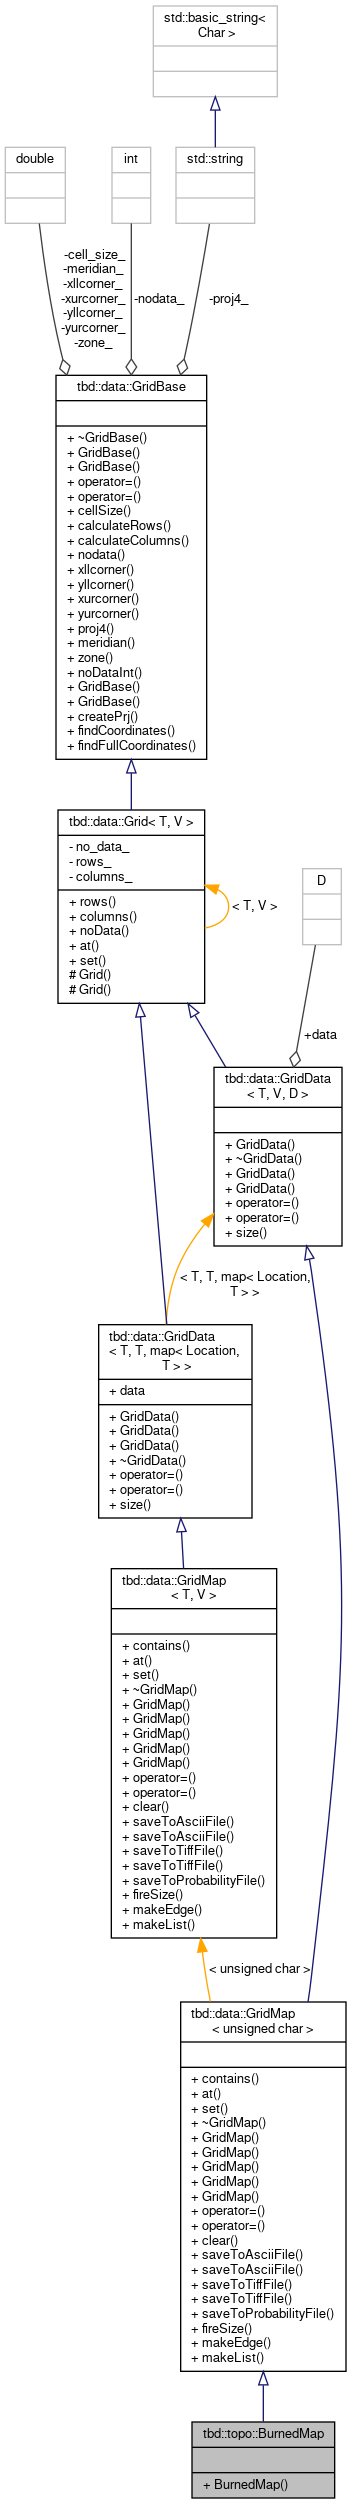 std::basic_string<
Char >
double
int
std::string
-cell_size_
-meridian_
-xllcorner_
-xurcorner_
-yllcorner_
-yurcorner_
-zone_
-nodata_
-proj4_
tbd::data::GridBase
+ ~GridBase()
+ GridBase()
+ GridBase()
+ operator=()
+ operator=()
+ cellSize()
+ calculateRows()
+ calculateColumns()
+ nodata()
+ xllcorner()
+ yllcorner()
+ xurcorner()
+ yurcorner()
+ proj4()
+ meridian()
+ zone()
+ noDataInt()
+ GridBase()
+ GridBase()
+ createPrj()
+ findCoordinates()
+ findFullCoordinates()
tbd::data::Grid< T, V >
- no_data_
- rows_
- columns_
+ rows()
+ columns()
+ noData()
+ at()
+ set()
# Grid()
# Grid()
< T, V >
D
+data
tbd::data::GridData
< T, V, D >
+ GridData()
+ ~GridData()
+ GridData()
+ GridData()
+ operator=()
+ operator=()
+ size()
< T, T, map< Location,
T > >
tbd::data::GridData
< T, T, map< Location,
T > >
+ data
+ GridData()
+ GridData()
+ GridData()
+ ~GridData()
+ operator=()
+ operator=()
+ size()
tbd::data::GridMap
< T, V >
+ contains()
+ at()
+ set()
+ ~GridMap()
+ GridMap()
+ GridMap()
+ GridMap()
+ GridMap()
+ GridMap()
+ operator=()
+ operator=()
+ clear()
+ saveToAsciiFile()
+ saveToAsciiFile()
+ saveToTiffFile()
+ saveToTiffFile()
+ saveToProbabilityFile()
+ fireSize()
+ makeEdge()
+ makeList()
< unsigned char >
tbd::data::GridMap
< unsigned char >
+ contains()
+ at()
+ set()
+ ~GridMap()
+ GridMap()
+ GridMap()
+ GridMap()
+ GridMap()
+ GridMap()
+ operator=()
+ operator=()
+ clear()
+ saveToAsciiFile()
+ saveToAsciiFile()
+ saveToTiffFile()
+ saveToTiffFile()
+ saveToProbabilityFile()
+ fireSize()
+ makeEdge()
+ makeList()
tbd::topo::BurnedMap
+ BurnedMap()